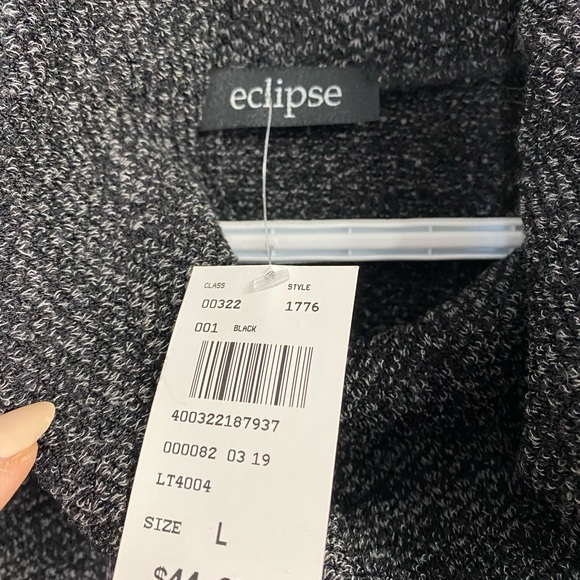 eclipse
CLASS STYLE
00322 1776
001 BLACK
400322187937
000082 03 19
LT4004
SIZE L